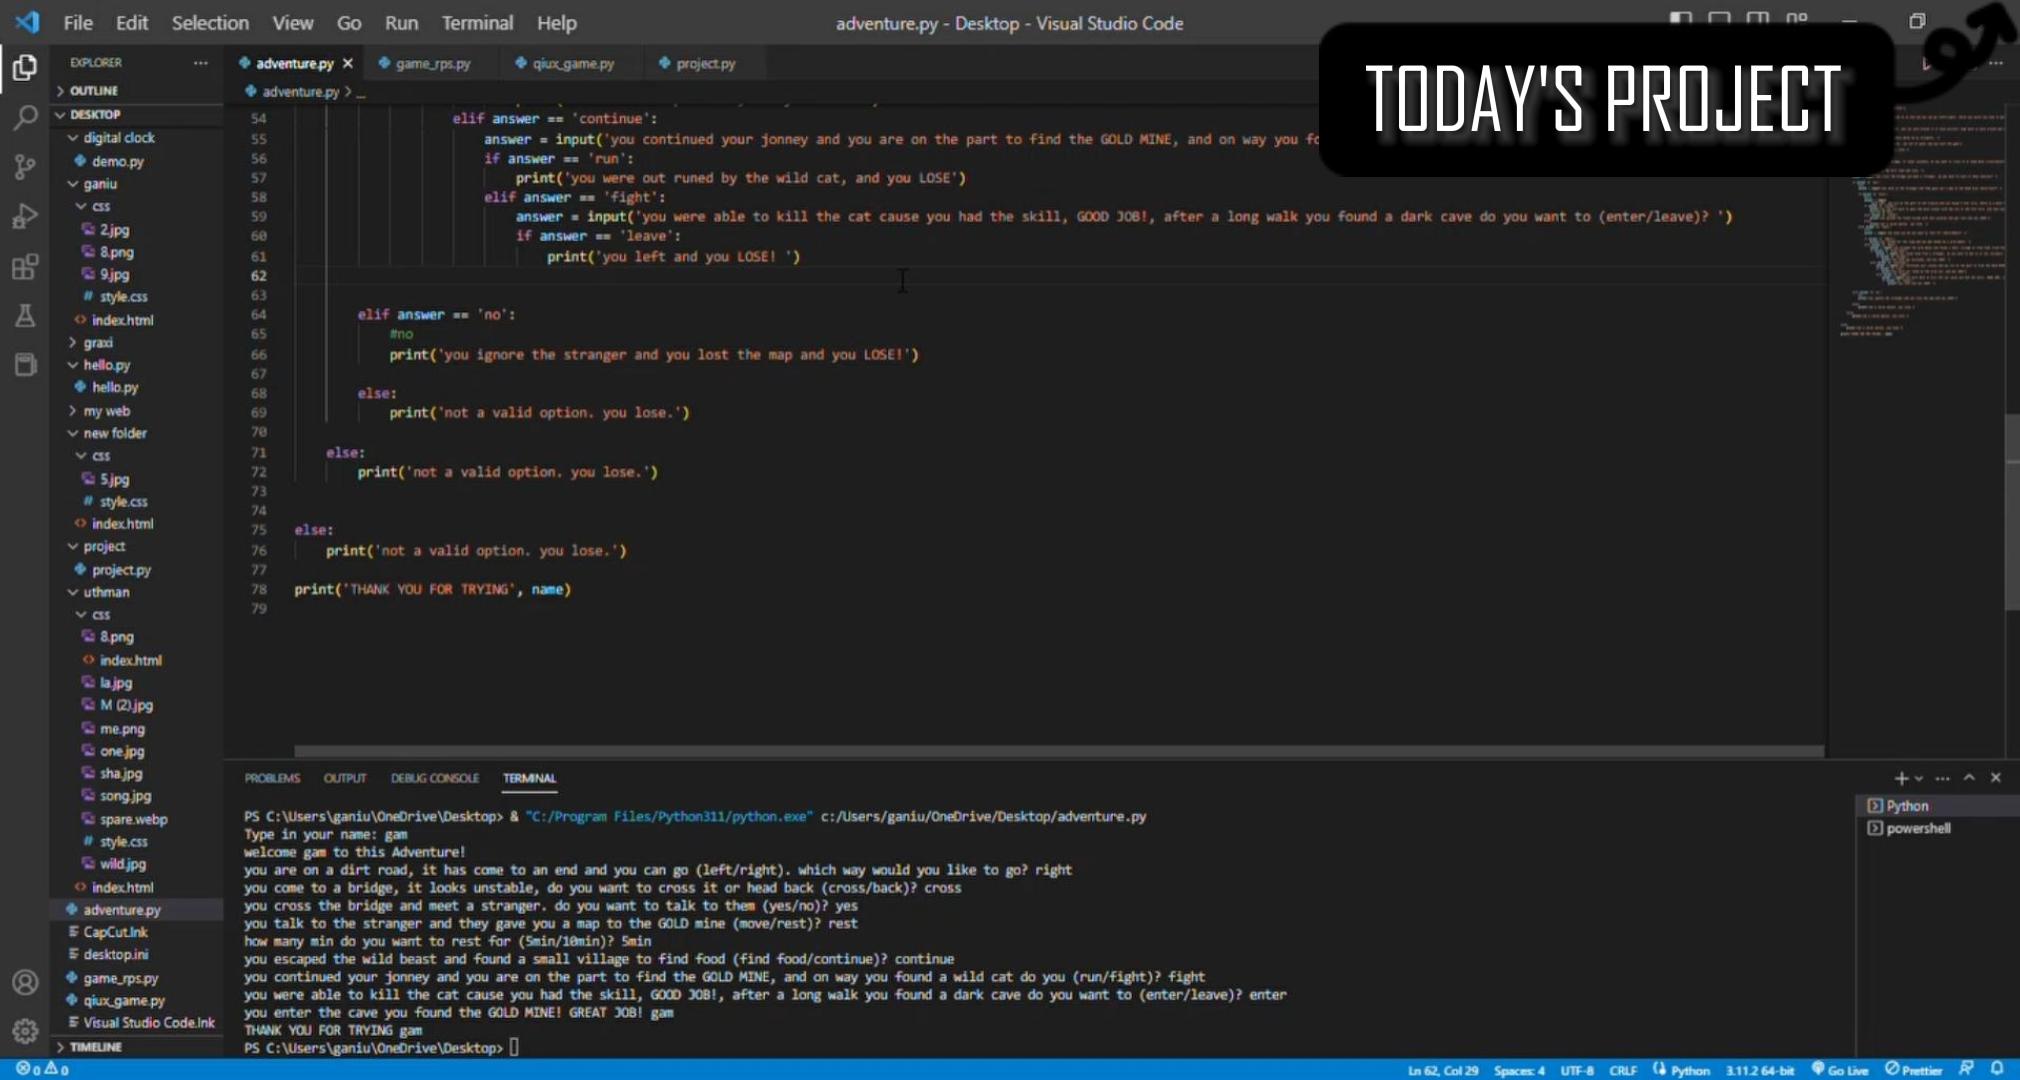 File Edit Selection View Go Run Terminal Help
adventure.py - Desktop - Visual Studio Code
TODAY'S PROJECT
EXPLORER
OUTLINE
DESKTOP
digital clock
demo.py
ganiu
css
2.jpg
8.png
9.jpg
style.css
index.html
graxi
hello.py
hello.py
my web
new folder
css
5.jpg
style.css
index.html
project
project.py
uthman
css
8.png
index.html
la.jpg
M (2).jpg
me.png
one.jpg
sha.jpg
song.jpg
spare.webp
style.css
wild.jpg
index.html
adventure.py
CapCut.lnk
desktop.ini
game_rps.py
qiux_game.py
Visual Studio Code.lnk
TIMELINE
adventure.py game_rps.py qiux_game.py project.py
adventure.py > ...
54 elif answer == 'continue':
55 answer = input('you continued your jonney and you are on the part to find the GOLD MINE, and on way you fo
56 if answer == 'run':
57 print('you were out runed by the wild cat, and you LOSE')
58 elif answer == 'fight':
59 answer = input('you were able to kill the cat cause you had the skill, GOOD JOB!, after a long walk you found a dark cave do you want to (enter/leave)? ')
60 if answer == 'leave':
61 print('you left and you LOSE! ')
62
63
64 elif answer == 'no':
65 #no
66 print('you ignore the stranger and you lost the map and you LOSE!')
67
68 else:
69 print('not a valid option. you lose.')
70
71 else:
72 print('not a valid option. you lose.')
73
74
75 else:
76 print('not a valid option. you lose.')
77
78 print('THANK YOU FOR TRYING', name)
79
PROBLEMS OUTPUT DEBUG CONSOLE TERMINAL
Python
powershell
PS C:\Users\ganiu\OneDrive\Desktop> & "C:/Program Files/Python311/python.exe" c:/Users/ganiu/OneDrive/Desktop/adventure.py
Type in your name: gam
welcome gam to this Adventure!
you are on a dirt road, it has come to an end and you can go (left/right). which way would you like to go? right
you come to a bridge, it looks unstable, do you want to cross it or head back (cross/back)? cross
you cross the bridge and meet a stranger. do you want to talk to them (yes/no)? yes
you talk to the stranger and they gave you a map to the GOLD mine (move/rest)? rest
how many min do you want to rest for (5min/10min)? 5min
you escaped the wild beast and found a small village to find food (find food/continue)? continue
you continued your jonney and you are on the part to find the GOLD MINE, and on way you found a wild cat do you (run/fight)? fight
you were able to kill the cat cause you had the skill, GOOD JOB!, after a long walk you found a dark cave do you want to (enter/leave)? enter
you enter the cave you found the GOLD MINE! GREAT JOB! gam
THANK YOU FOR TRYING gam
PS C:\Users\ganiu\OneDrive\Desktop>
0 0 Ln 62, Col 29 Spaces: 4 UTF-8 CRLF Python 3.11.2 64-bit Go Live Prettier